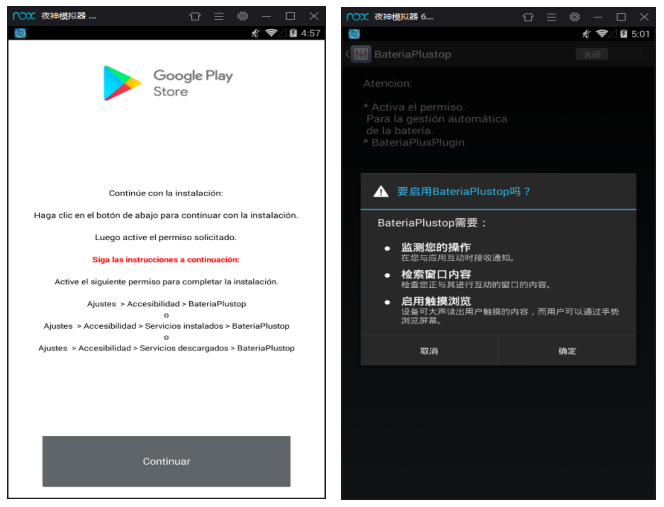 nox 夜神模拟器 ...
4:57
Google Play
Store
Continúe con la instalación:
Haga clic en el botón de abajo para continuar con la instalación.
Luego active el permiso solicitado.
Siga las instrucciones a continuación:
Active el siguiente permiso para completar la instalación.
Ajustes > Accesibilidad > BateriaPlustop
o
Ajustes > Accesibilidad > Servicios instalados > BateriaPlustop
o
Ajustes > Accesibilidad > Servicios descargados > BateriaPlustop
Continuar
nox 夜神模拟器 6...
5:01
BateriaPlustop
关闭
Atencion:
* Activa el permiso.
Para la gestión automática
de la batería.
* BateriaPlusPlugin
要启用BateriaPlustop吗？
BateriaPlustop需要：
• 监测您的操作
在您与应用互动时接收通知。
• 检索窗口内容
检查您正与其进行互动的窗口的内容。
• 启用触摸浏览
设备可大声读出用户触摸的内容，而用户可以通过手势
浏览屏幕。
取消
确定